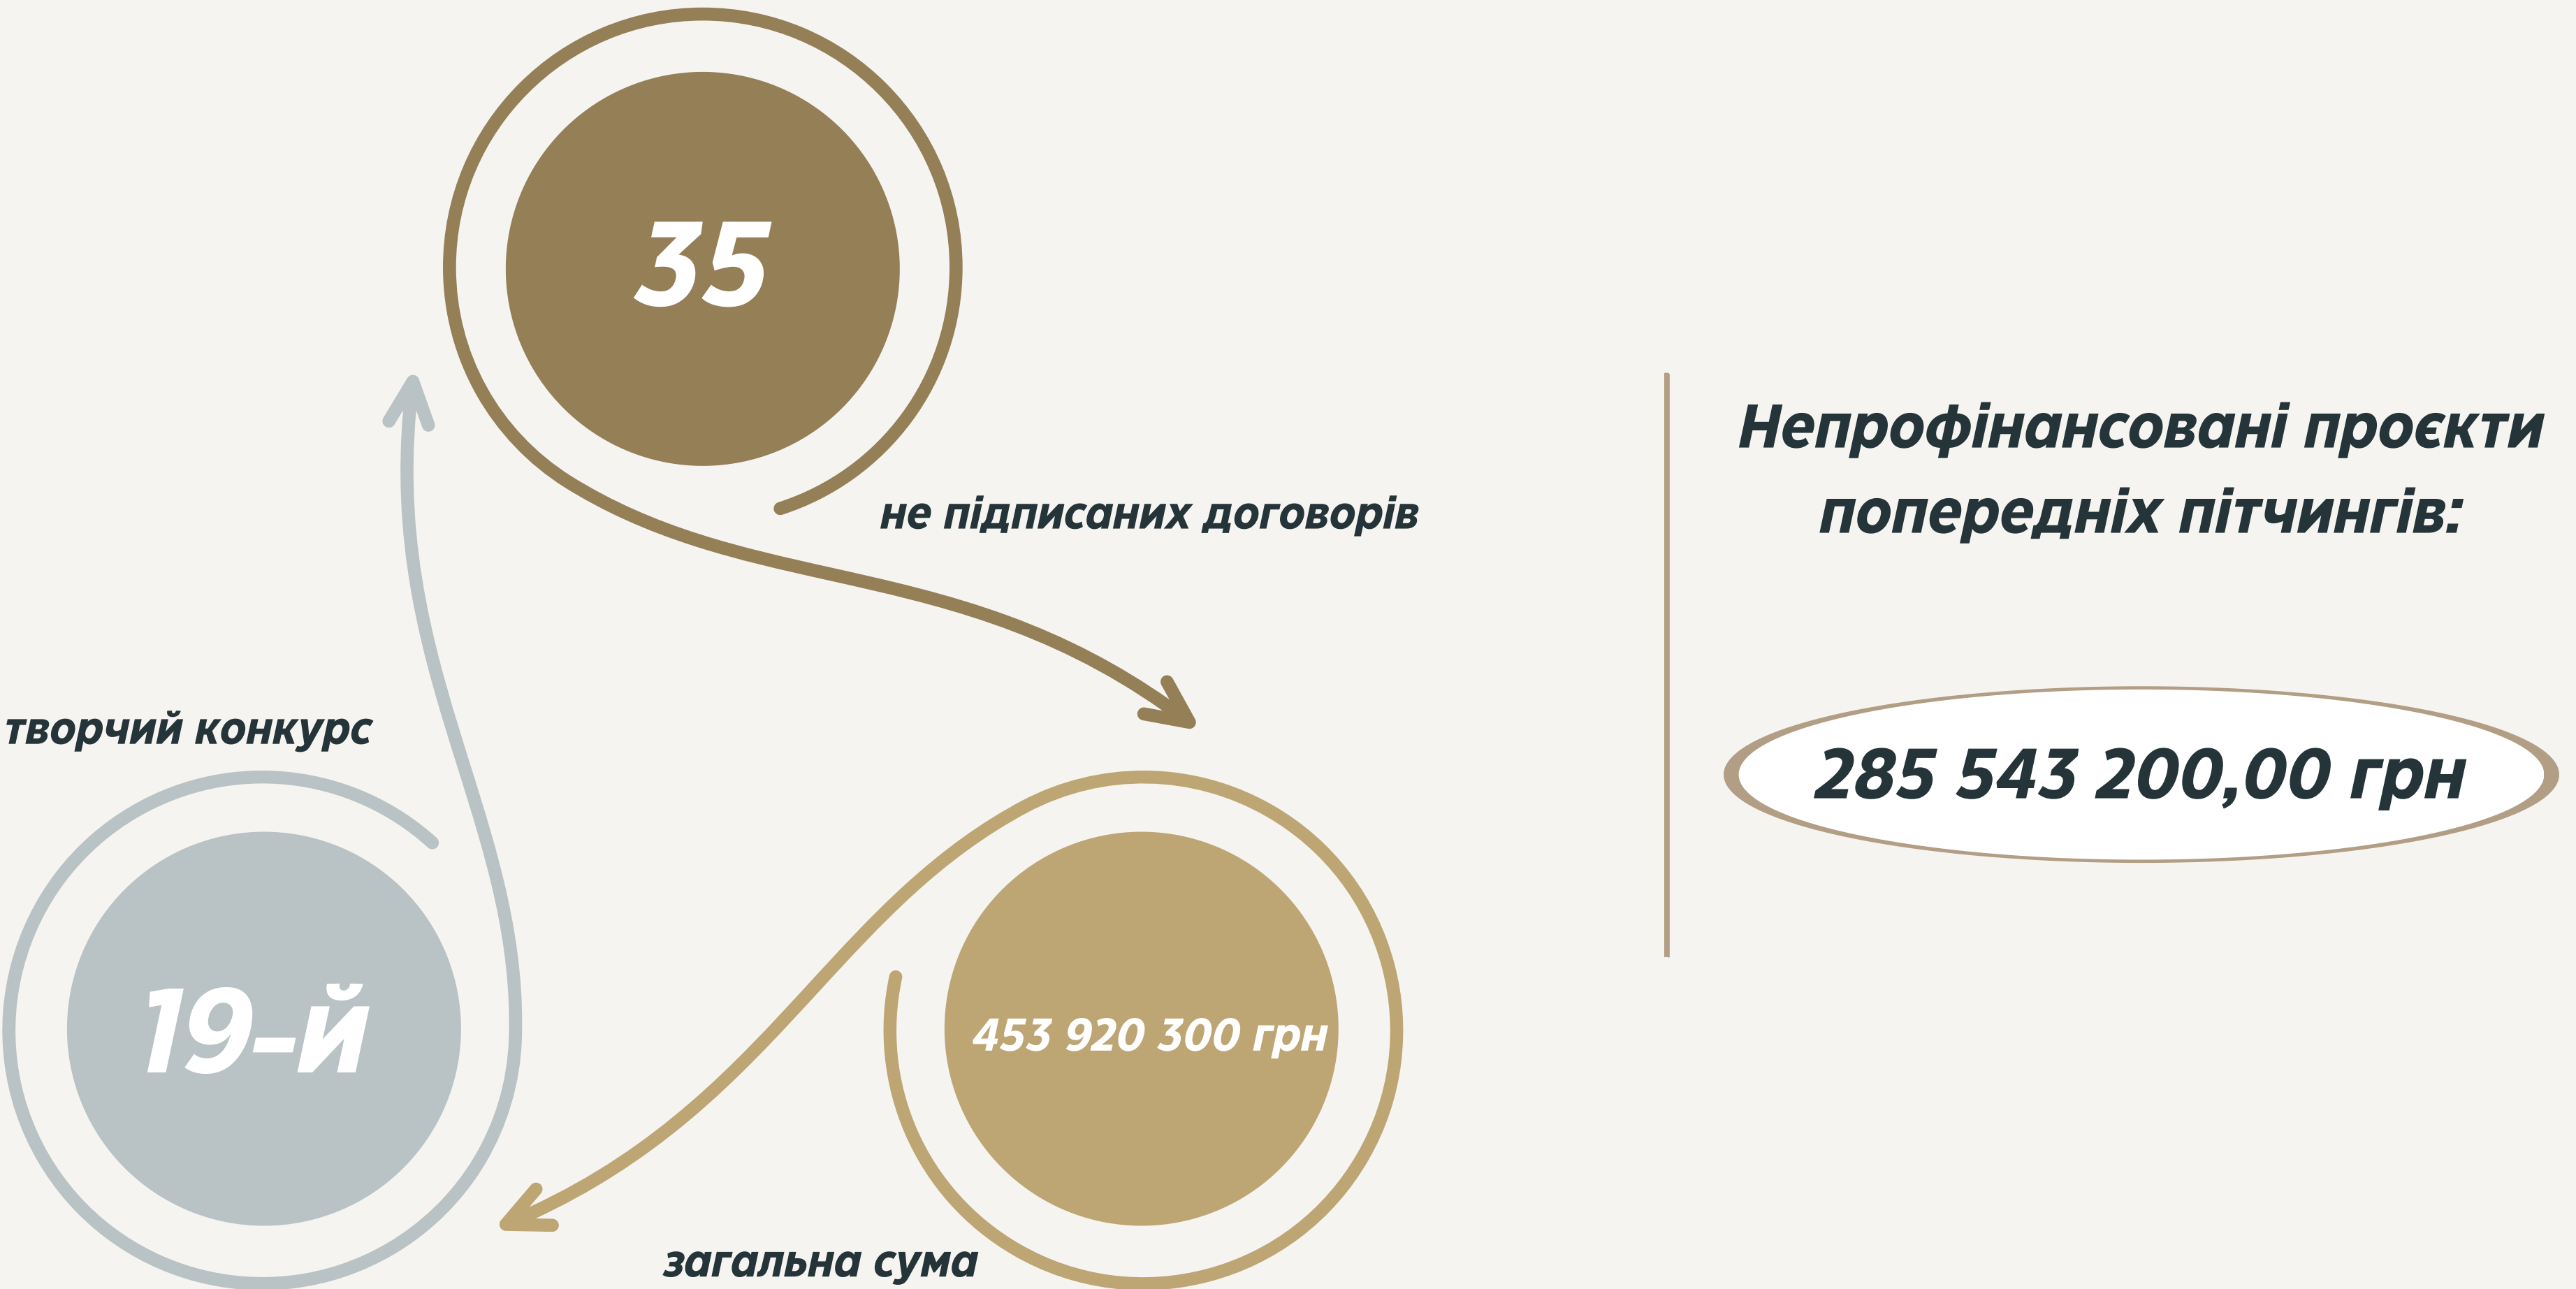 35
не підписаних договорів
творчий конкурс
19-й
453 920 300 грн
загальна сума
Непрофінансовані проєкти
попередніх пітчингів:
285 543 200,00 грн